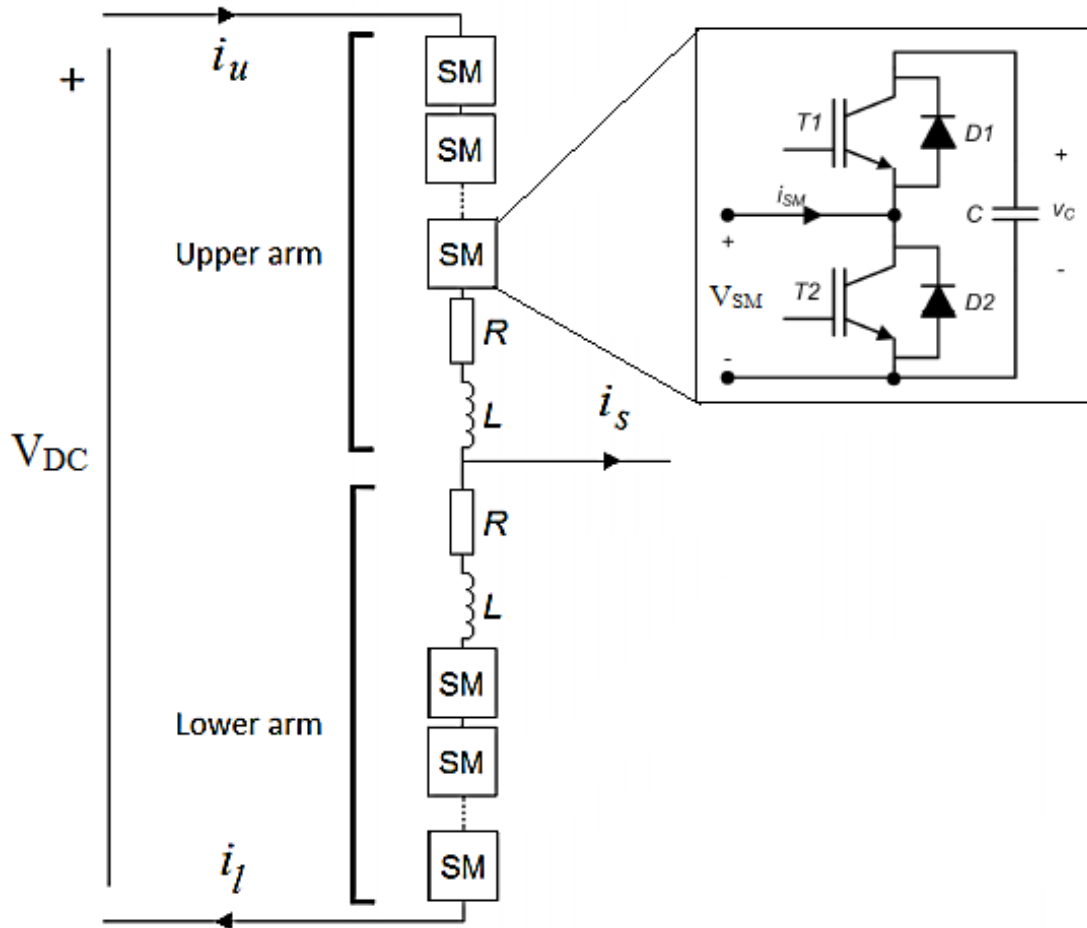 i_u
+
SM
SM
SM
Upper arm
R
L
V_DC
i_s
R
L
SM
SM
SM
Lower arm
i_l
T1
D1
i_SM
+
C
+
v_C
-
V_SM
T2
D2
-